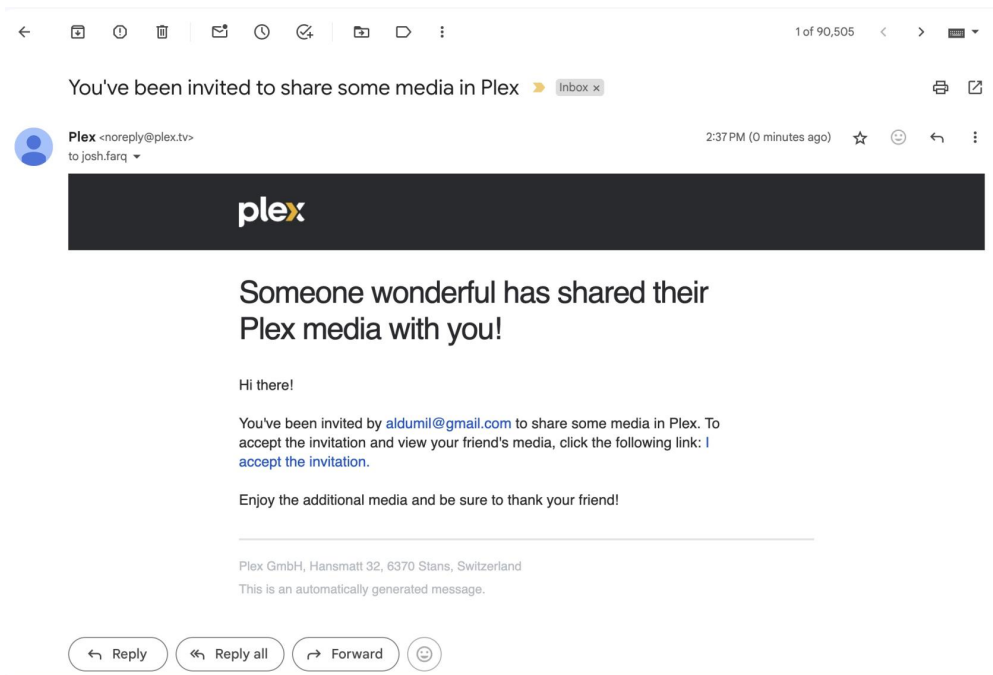 1 of 90,505
You've been invited to share some media in Plex Inbox x
Plex <noreply@plex.tv> 2:37 PM (0 minutes ago)
to josh.farq
plex
Someone wonderful has shared their
Plex media with you!
Hi there!
You've been invited by aldumil@gmail.com to share some media in Plex. To
accept the invitation and view your friend's media, click the following link: I
accept the invitation.
Enjoy the additional media and be sure to thank your friend!
Plex GmbH, Hansmatt 32, 6370 Stans, Switzerland
This is an automatically generated message.
Reply Reply all Forward